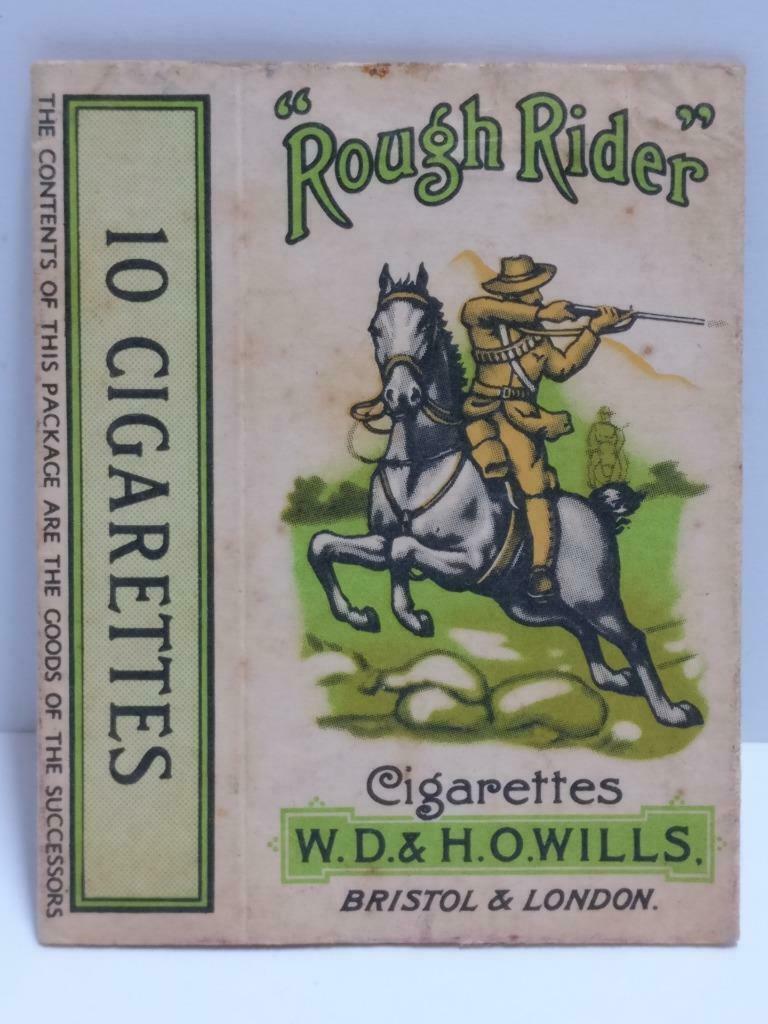 THE CONTENTS OF THIS PACKAGE ARE THE GOODS OF THE SUCCESSORS
10 CIGARETTES
"Rough Rider"
Cigarettes
W.D.& H.O.WILLS.
BRISTOL & LONDON.